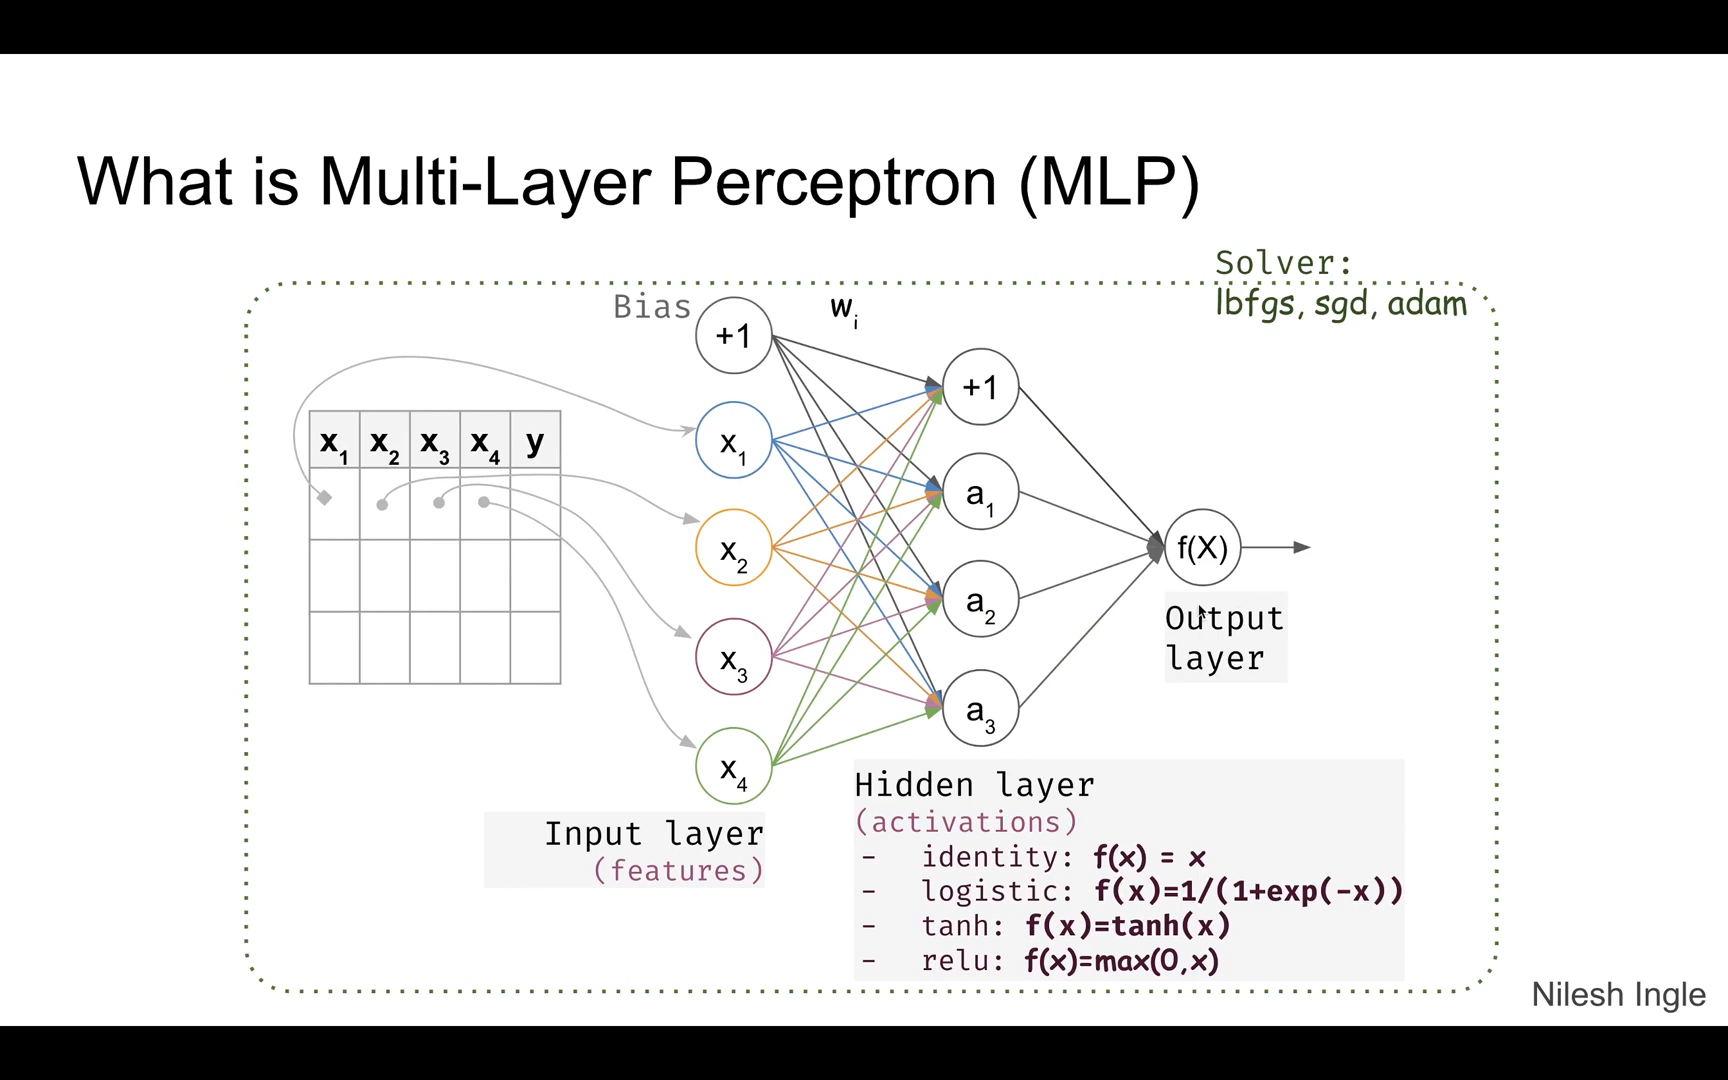 What is Multi-Layer Perceptron (MLP)
Solver:
lbfgs, sgd, adam
Bias
+1
wi
+1
x1 x2 x3 x4 y
x1
a1
x2
f(X)
a2
Output
layer
x3
a3
x4
Input layer
(features)
Hidden layer
(activations)
- identity: f(x) = x
- logistic: f(x)=1/(1+exp(-x))
- tanh: f(x)=tanh(x)
- relu: f(x)=max(0,x)
Nilesh Ingle